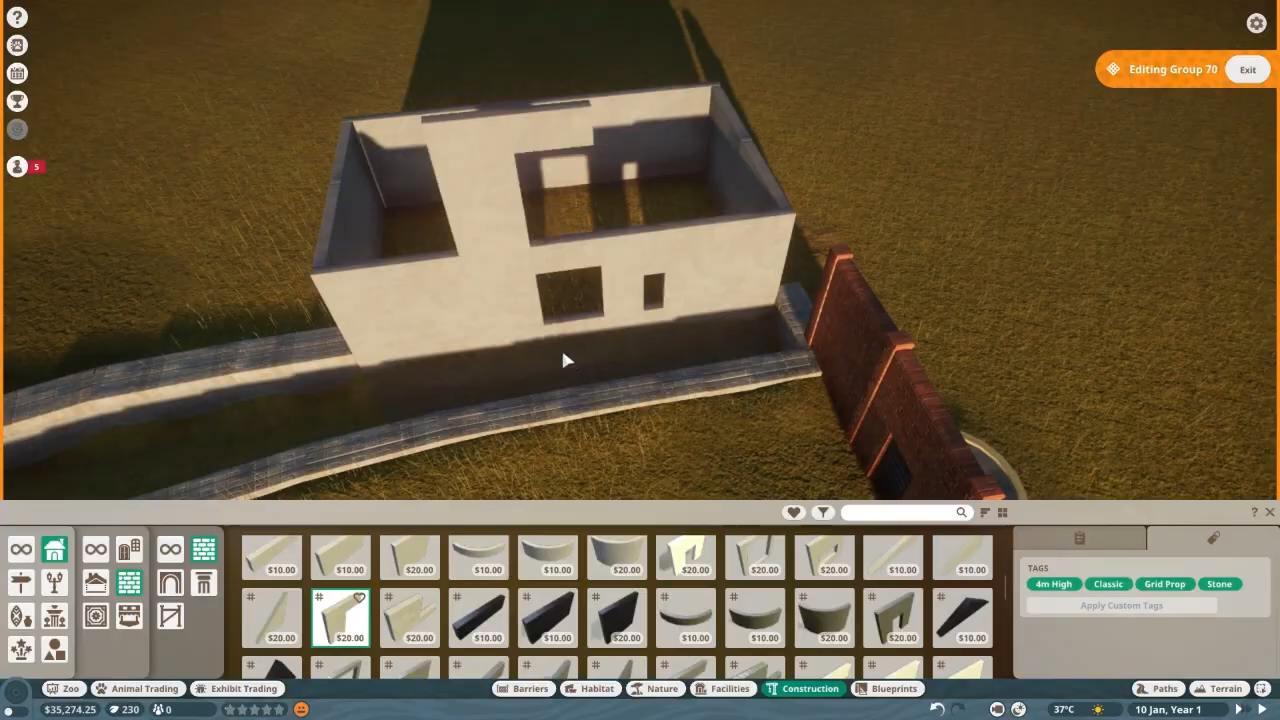 ?
Editing Group 70
Exit
5
? ×
$10.00 $10.00 $20.00 $10.00 $10.00 $20.00 $20.00 $20.00 $20.00 $10.00 $10.00
# # # # # # # # # # #
$20.00 $20.00 $20.00 $10.00 $10.00 $20.00 $10.00 $10.00 $20.00 $20.00 $10.00
# # # # # # # # # # #
TAGS
4m High Classic Grid Prop Stone
Apply Custom Tags
Zoo Animal Trading Exhibit Trading Barriers Habitat Nature Facilities Construction Blueprints Paths Terrain
$35,274.25 230 0 37°C 10 Jan, Year 1